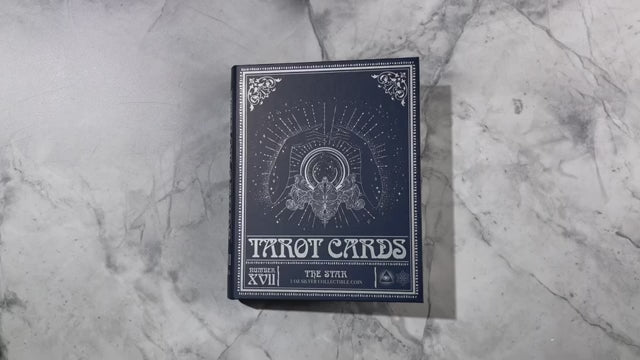 TAROT CARDS
NUMBER
XVII
THE STAR
1 OZ SILVER COLLECTIBLE COIN